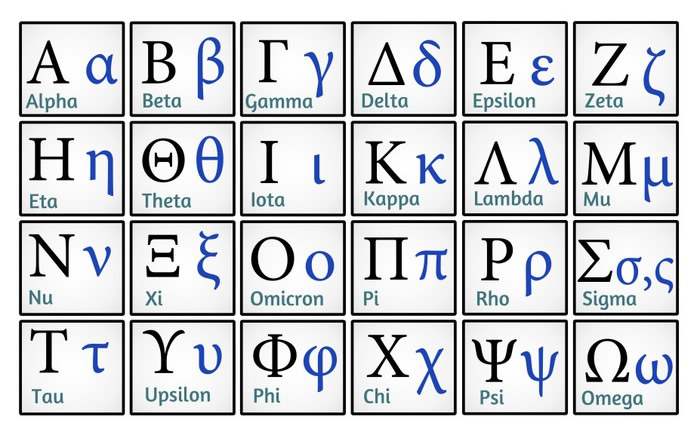 Α α
Alpha
Β β
Beta
Γ γ
Gamma
Δ δ
Delta
Ε ε
Epsilon
Ζ ζ
Zeta
Η η
Eta
Θ θ
Theta
Ι ι
Iota
Κ κ
Kappa
Λ λ
Lambda
Μ μ
Mu
Ν ν
Nu
Ξ ξ
Xi
Ο ο
Omicron
Π π
Pi
Ρ ρ
Rho
Σ σ,ς
Sigma
Τ τ
Tau
ϒ υ
Upsilon
Φ φ
Phi
Χ χ
Chi
Ψ ψ
Psi
Ω ω
Omega